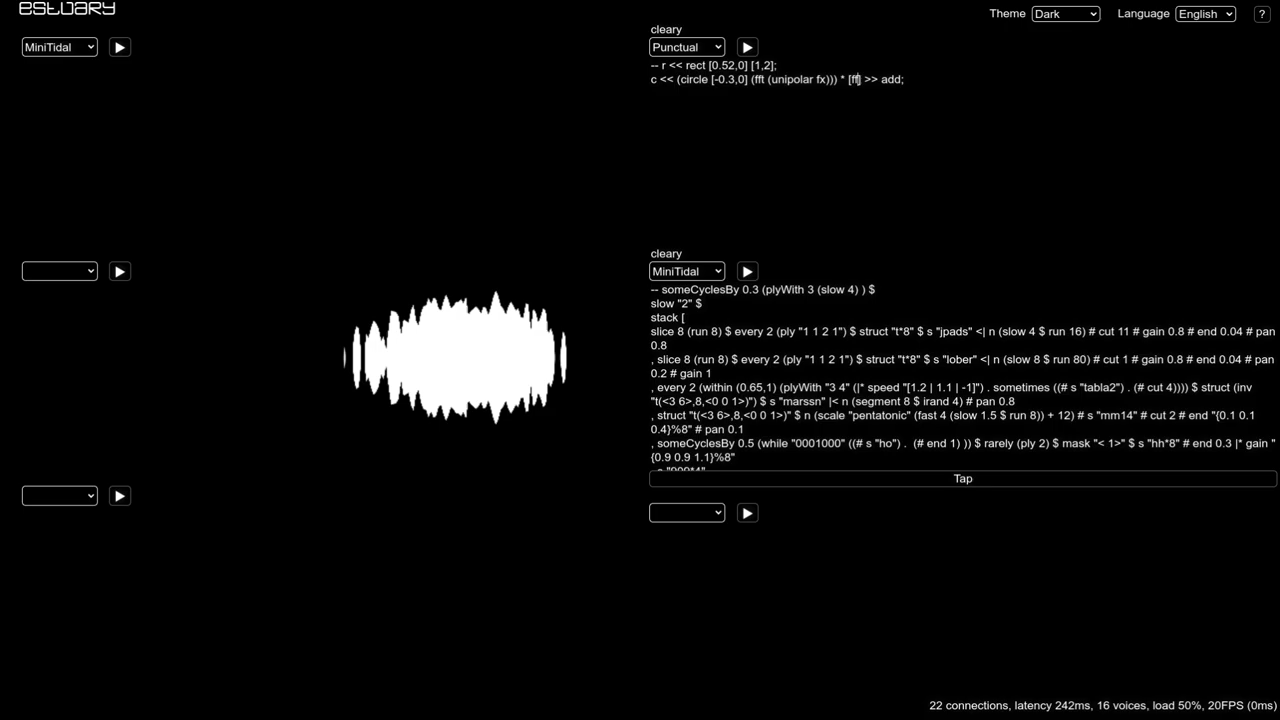 estuary
Theme Dark Language English ?
MiniTidal
cleary
Punctual
-- r << rect [0.52,0] [1,2];
c << (circle [-0.3,0] (fft (unipolar fx))) * [ff] >> add;
cleary
MiniTidal
-- someCyclesBy 0.3 (plyWith 3 (slow 4) ) $
slow "2" $
stack [
slice 8 (run 8) $ every 2 (ply "1 1 2 1") $ struct "t*8" $ s "jpads" <| n (slow 4 $ run 16) # cut 11 # gain 0.8 # end 0.04 # pan
0.8
, slice 8 (run 8) $ every 2 (ply "1 1 2 1") $ struct "t*8" $ s "lober" <| n (slow 8 $ run 80) # cut 1 # gain 0.8 # end 0.04 # pan
0.2 # gain 1
, every 2 (within (0.65,1) (plyWith "3 4" (|* speed "[1.2 | 1.1 | -1]") . sometimes ((# s "tabla2") . (# cut 4)))) $ struct (inv
"t(<3 6>,8,<0 0 1>)") $ s "marssn" |< n (segment 8 $ irand 4) # pan 0.8
, struct "t(<3 6>,8,<0 0 1>)" $ n (scale "pentatonic" (fast 4 (slow 1.5 $ run 8)) + 12) # s "mm14" # cut 2 # end "{0.1 0.1
0.4}%8" # pan 0.1
, someCyclesBy 0.5 (while "0001000" ((# s "ho") . (# end 1) )) $ rarely (ply 2) $ mask "< 1>" $ s "hh*8" # end 0.3 |* gain "
{0.9 0.9 1.1}%8"
Tap
22 connections, latency 242ms, 16 voices, load 50%, 20FPS (0ms)